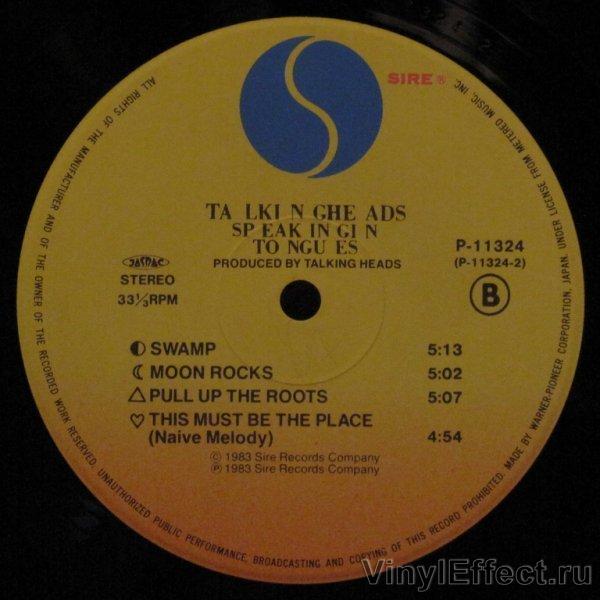 SIRE®
TA LKI N GHE ADS
SP EAK IN GI N
TO NGU ES
PRODUCED BY TALKING HEADS
JASRAC
STEREO
33 1/3 RPM
P-11324
(P-11324-2)
B
SWAMP 5:13
MOON ROCKS 5:02
PULL UP THE ROOTS 5:07
THIS MUST BE THE PLACE
(Naive Melody) 4:54
© 1983 Sire Records Company
℗ 1983 Sire Records Company
ALL RIGHTS OF THE MANUFACTURER AND OF THE OWNER OF THE RECORDED WORK RESERVED. UNAUTHORIZED PUBLIC PERFORMANCE, BROADCASTING AND COPYING OF THIS RECORD PROHIBITED. MADE BY WARNER-PIONEER CORPORATION, JAPAN. UNDER LICENSE FROM METERED MUSIC, INC.
VinylEffect.ru